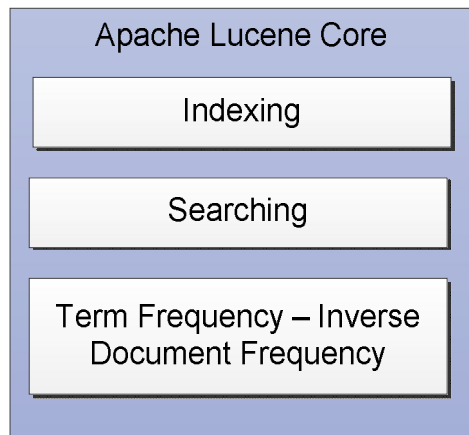 Apache Lucene Core
Indexing
Searching
Term Frequency – Inverse
Document Frequency